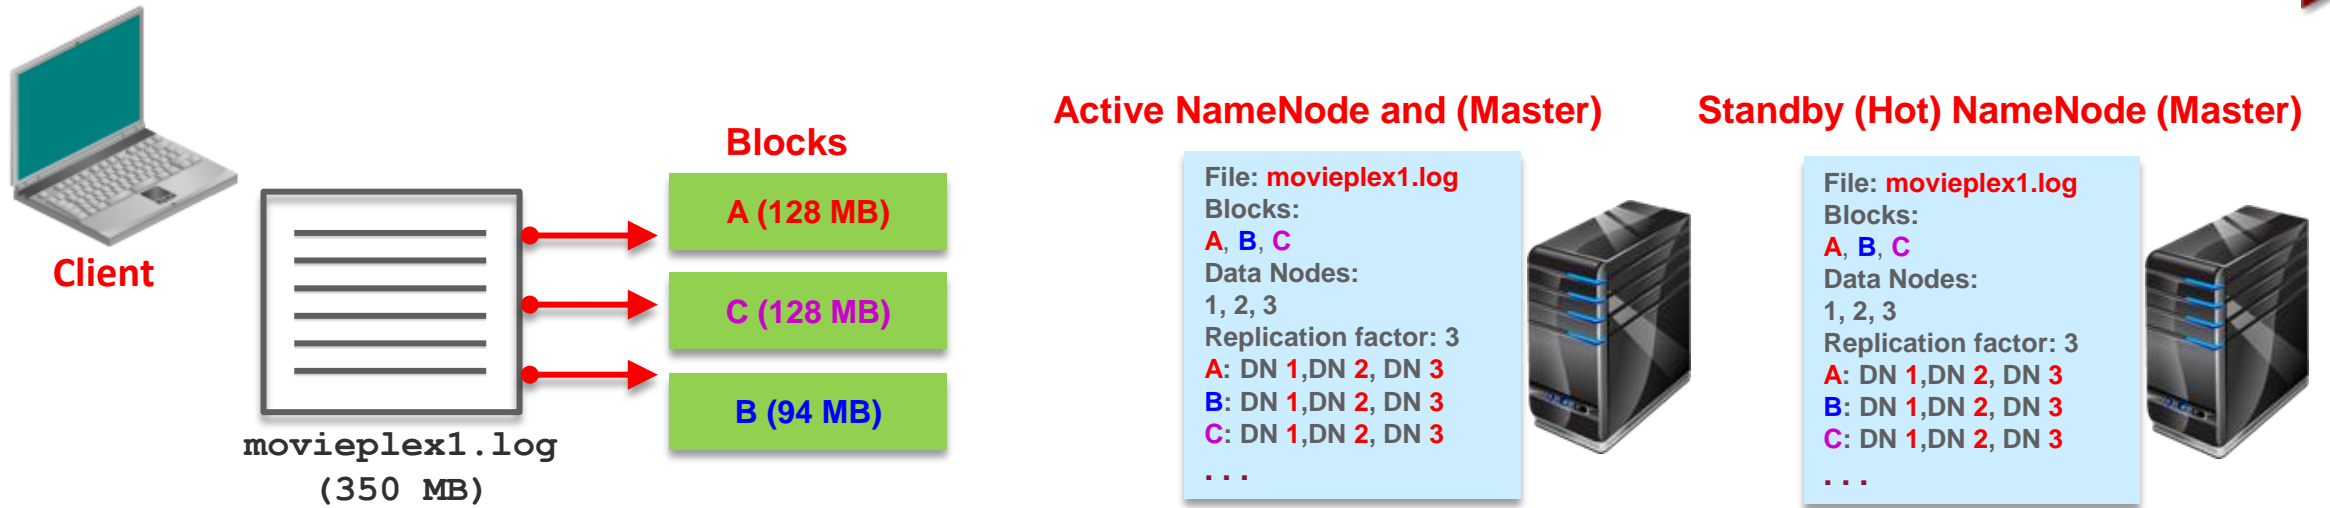 Client
movieplex1.log
(350 MB)
Blocks
A (128 MB)
C (128 MB)
B (94 MB)
Active NameNode and (Master)
File: movieplex1.log
Blocks:
A, B, C
Data Nodes:
1, 2, 3
Replication factor: 3
A: DN 1,DN 2, DN 3
B: DN 1,DN 2, DN 3
C: DN 1,DN 2, DN 3
. . .
Standby (Hot) NameNode (Master)
File: movieplex1.log
Blocks:
A, B, C
Data Nodes:
1, 2, 3
Replication factor: 3
A: DN 1,DN 2, DN 3
B: DN 1,DN 2, DN 3
C: DN 1,DN 2, DN 3
. . .